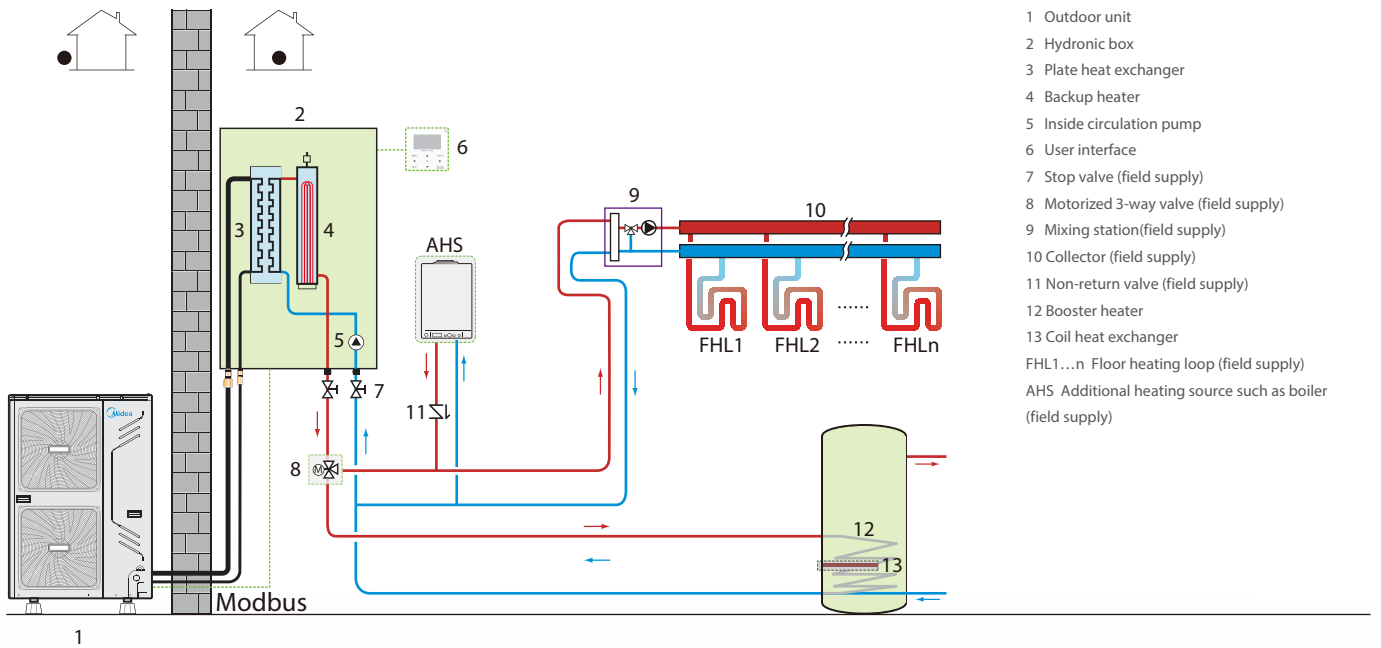 1 Outdoor unit
2 Hydronic box
3 Plate heat exchanger
4 Backup heater
5 Inside circulation pump
6 User interface
7 Stop valve (field supply)
8 Motorized 3-way valve (field supply)
9 Mixing station(field supply)
10 Collector (field supply)
11 Non-return valve (field supply)
12 Booster heater
13 Coil heat exchanger
FHL1…n Floor heating loop (field supply)
AHS Additional heating source such as boiler
(field supply)
2
6
3
4
5
7
AHS
11
8
M
9
10
FHL1
FHL2
......
......
FHLn
12
13
Midea
Modbus
1